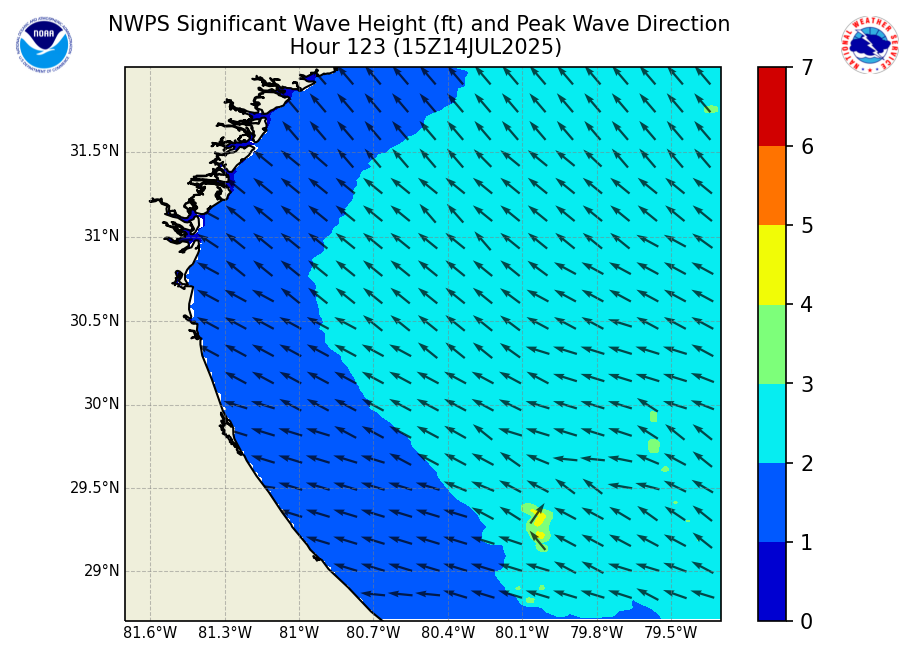 NWPS Significant Wave Height (ft) and Peak Wave Direction
Hour 123 (15Z14JUL2025)
NOAA
NATIONAL WEATHER SERVICE
31.5°N
31°N
30.5°N
30°N
29.5°N
29°N
81.6°W 81.3°W 81°W 80.7°W 80.4°W 80.1°W 79.8°W 79.5°W
7
6
5
4
3
2
1
0